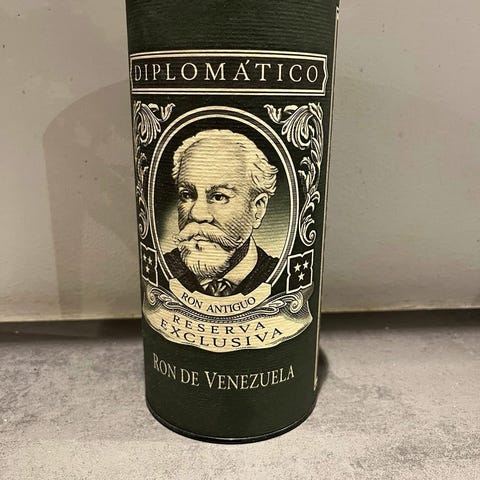 DIPLOMÁTICO
RON ANTIGUO
RESERVA
EXCLUSIVA
RON DE VENEZUELA